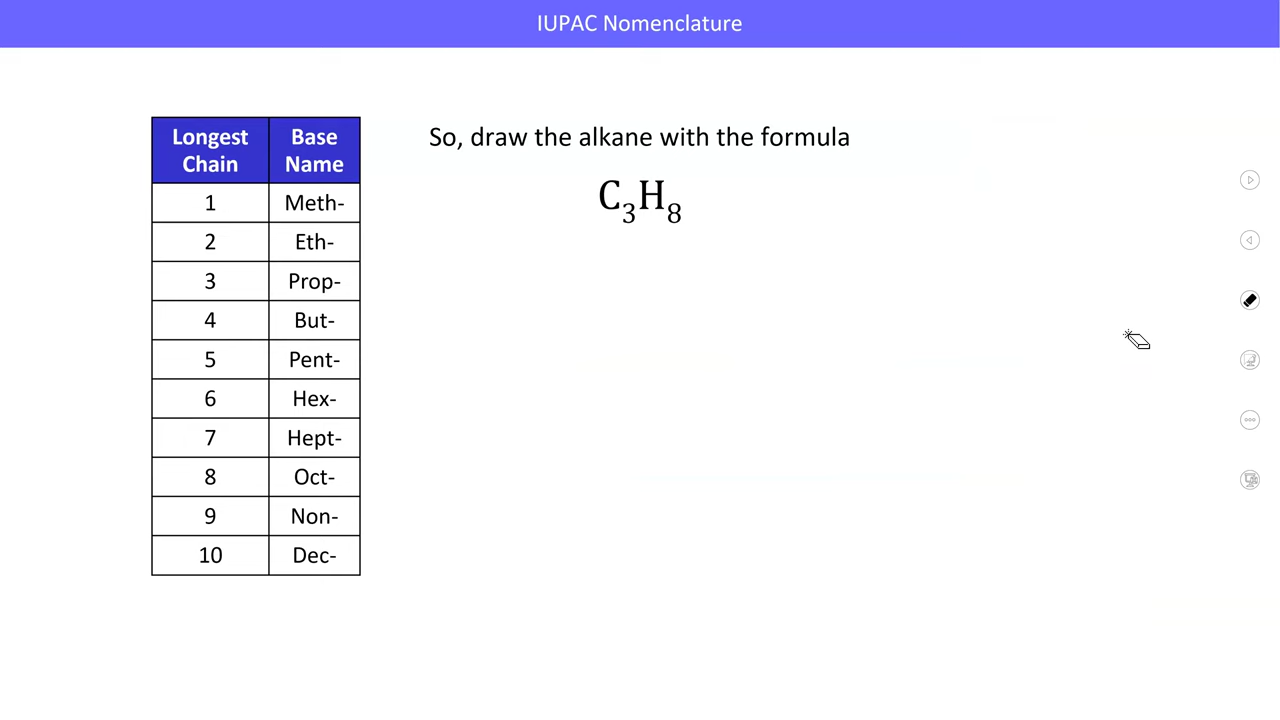 IUPAC Nomenclature
Longest Chain Base Name
1 Meth-
2 Eth-
3 Prop-
4 But-
5 Pent-
6 Hex-
7 Hept-
8 Oct-
9 Non-
10 Dec-
So, draw the alkane with the formula
C₃H₈